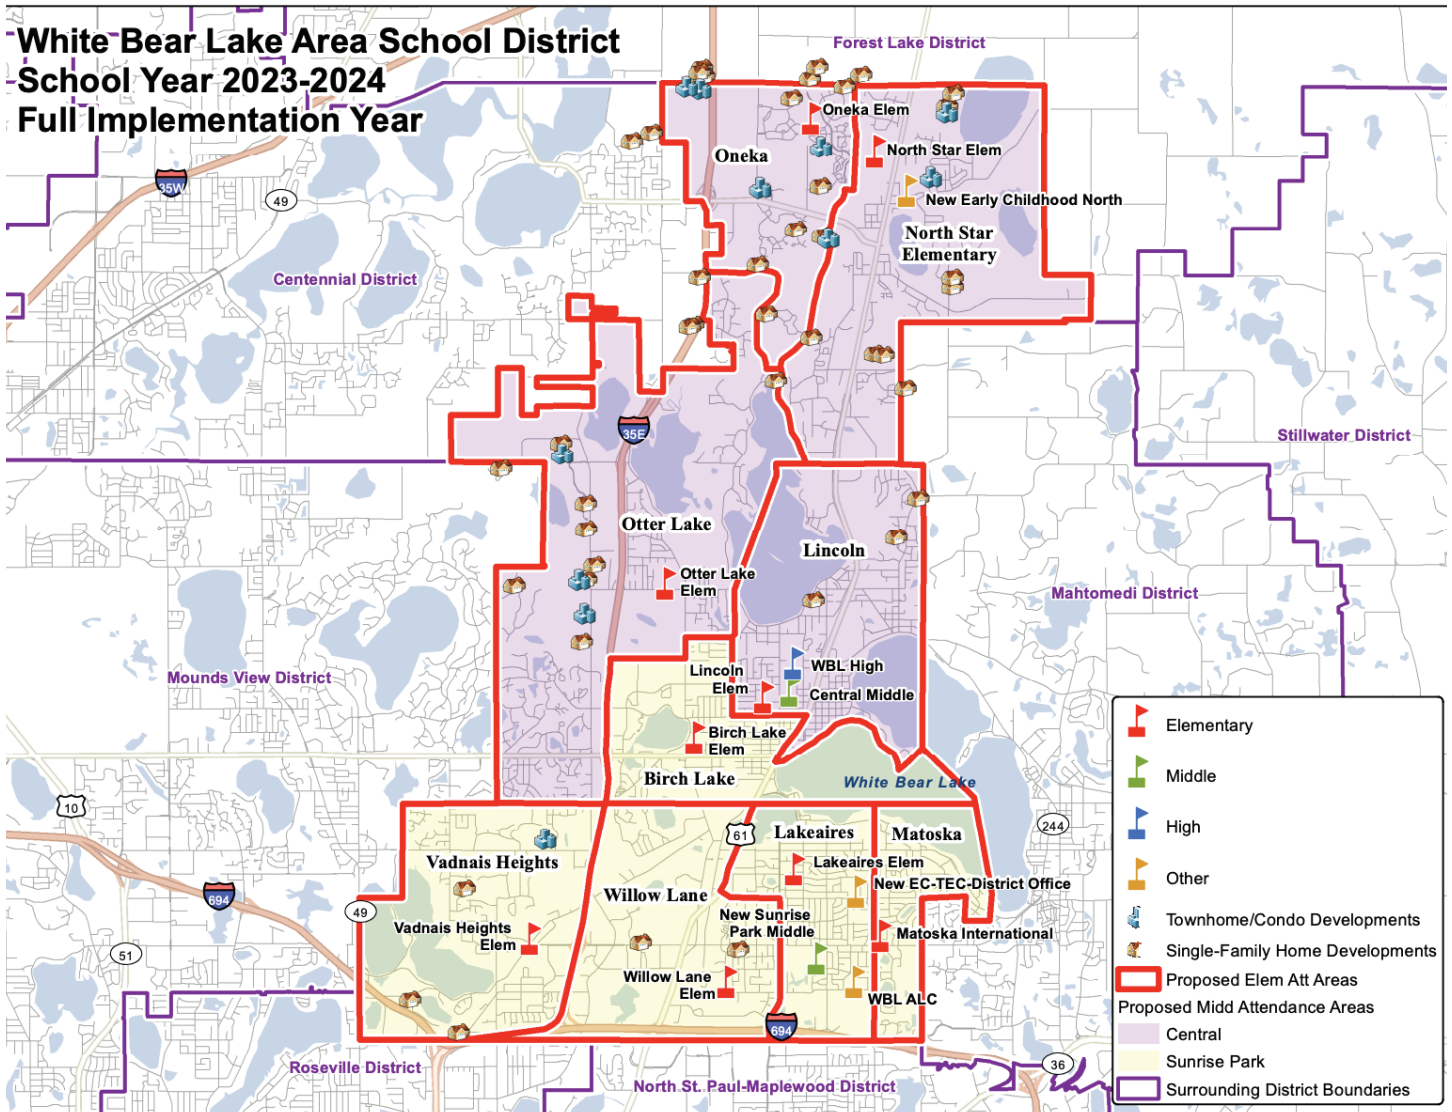 White Bear Lake Area School District
School Year 2023-2024
Full Implementation Year
Forest Lake District
Oneka Elem
Oneka
North Star Elem
35W
49
New Early Childhood North
North Star
Elementary
Centennial District
35E
Stillwater District
Otter Lake
Lincoln
Otter Lake
Elem
Mahtomedi District
Mounds View District
Lincoln
Elem
WBL High
Central Middle
Birch Lake
Elem
Birch Lake
White Bear Lake
10
61
244
Lakeaires
Matoska
Vadnais Heights
Lakeaires Elem
694
Willow Lane
New EC-TEC-District Office
49
New Sunrise
Park Middle
Vadnais Heights
Elem
Matoska International
51
Willow Lane
Elem
WBL ALC
694
Roseville District
36
North St. Paul-Maplewood District
Elementary
Middle
High
Other
Townhome/Condo Developments
Single-Family Home Developments
Proposed Elem Att Areas
Proposed Midd Attendance Areas
Central
Sunrise Park
Surrounding District Boundaries